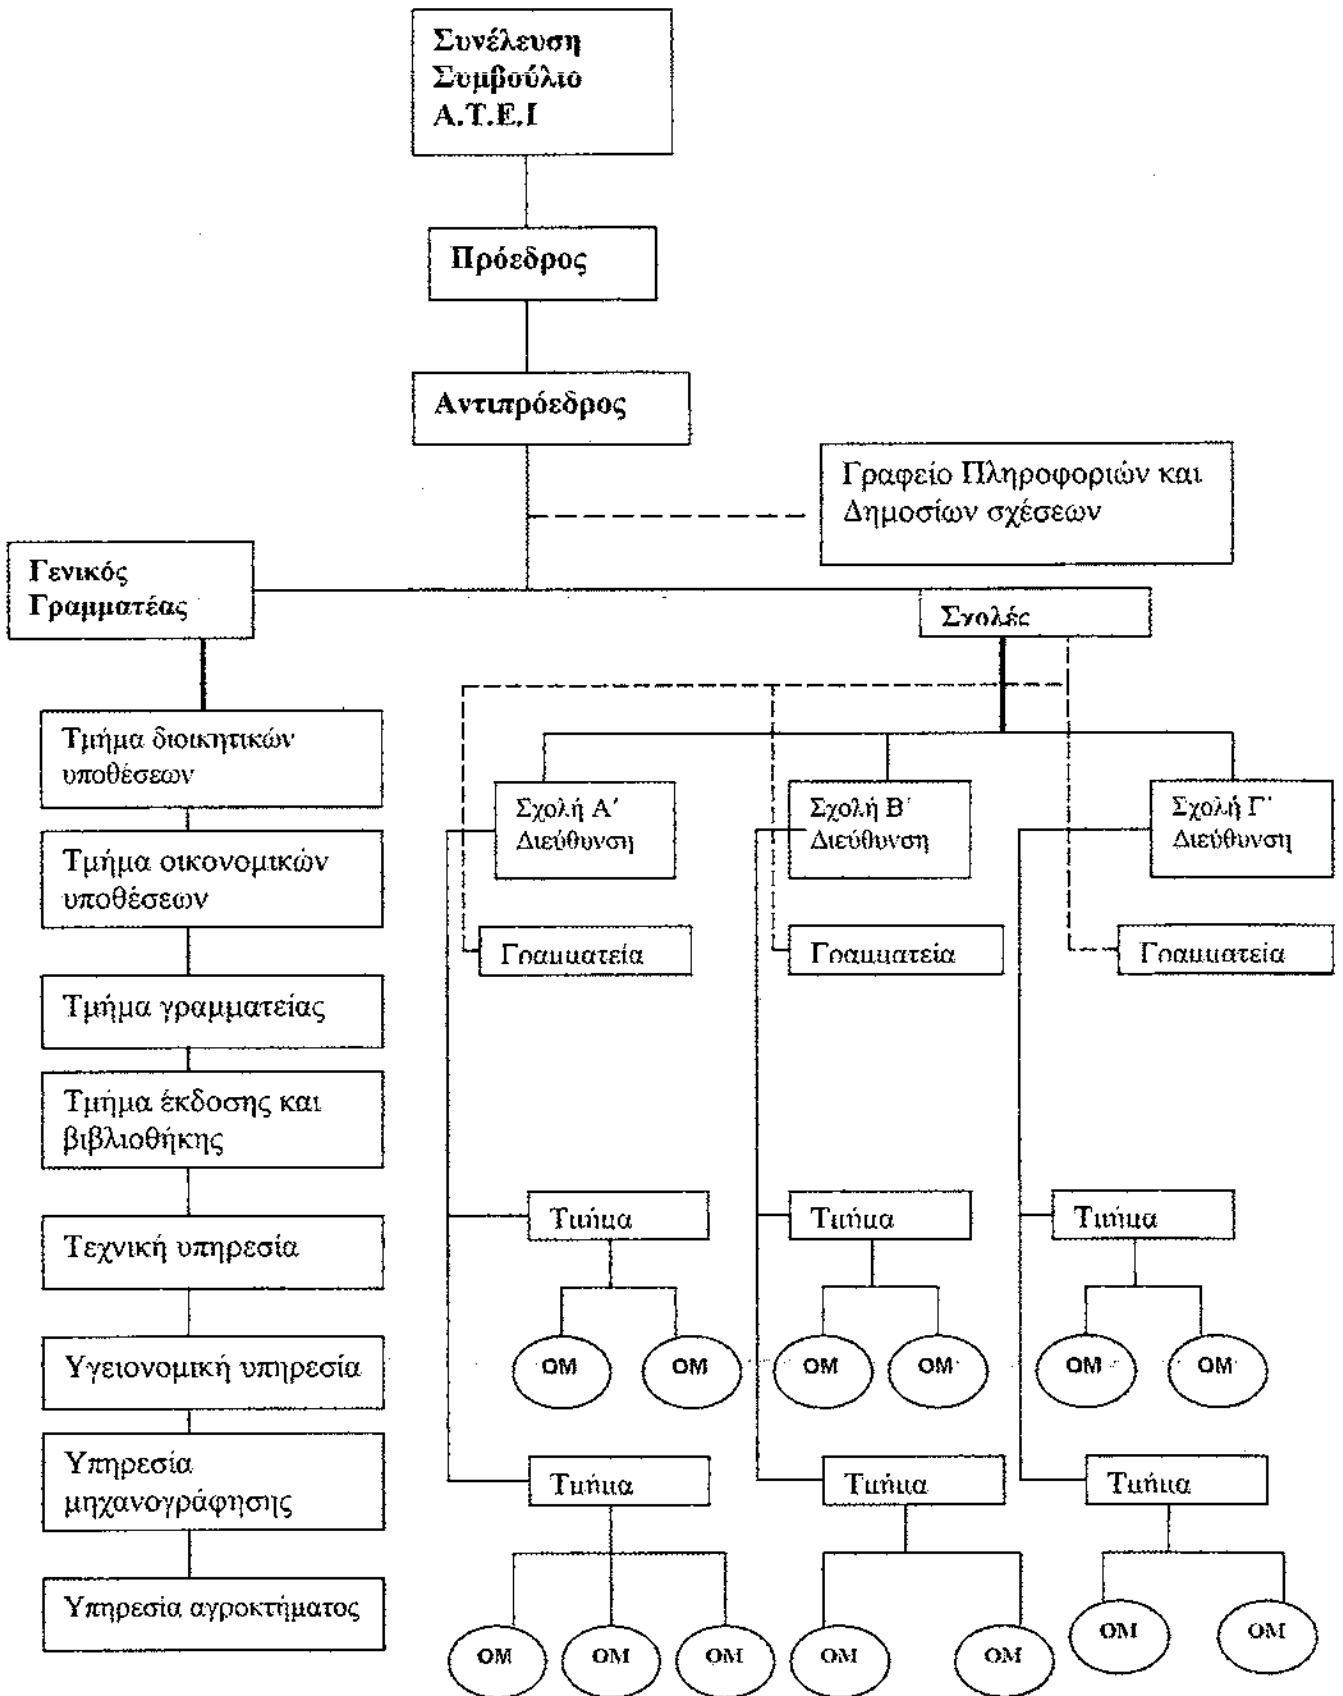 Συνέλευση
Συμβούλιο
Α.Τ.Ε.Ι
Πρόεδρος
Αντιπρόεδρος
Γραφείο Πληροφοριών και
Δημοσίων σχέσεων
Γενικός
Γραμματέας
Σχολές
Τμήμα διοικητικών
υποθέσεων
Τμήμα οικονομικών
υποθέσεων
Τμήμα γραμματείας
Τμήμα έκδοσης και
βιβλιοθήκης
Τεχνική υπηρεσία
Υγειονομική υπηρεσία
Υπηρεσία
μηχανογράφησης
Υπηρεσία αγροκτήματος
Σχολή Α΄
Διεύθυνση
Σχολή Β΄
Διεύθυνση
Σχολή Γ΄
Διεύθυνση
Γραμματεία
Γραμματεία
Γραμματεία
Τμήμα
Τμήμα
Τμήμα
ΟΜ
ΟΜ
ΟΜ
ΟΜ
ΟΜ
ΟΜ
Τμήμα
Τμήμα
Τμήμα
ΟΜ
ΟΜ
ΟΜ
ΟΜ
ΟΜ
ΟΜ
ΟΜ